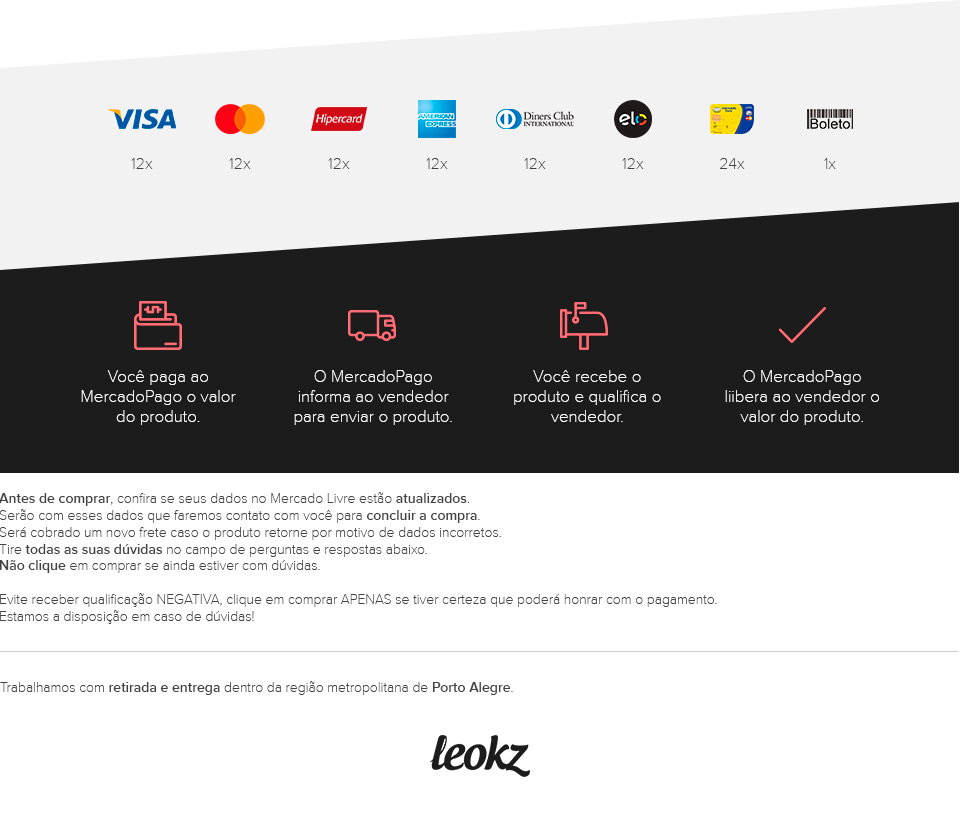 VISA
Hipercard
AMERICAN
EXPRESS
Diners Club
INTERNATIONAL
elo
Boleto
12x 12x 12x 12x 12x 12x 24x 1x
Você paga ao
MercadoPago o valor
do produto.
O MercadoPago
informa ao vendedor
para enviar o produto.
Você recebe o
produto e qualifica o
vendedor.
O MercadoPago
liibera ao vendedor o
valor do produto.
Antes de comprar, confira se seus dados no Mercado Livre estão atualizados.
Serão com esses dados que faremos contato com você para concluir a compra.
Será cobrado um novo frete caso o produto retorne por motivo de dados incorretos.
Tire todas as suas dúvidas no campo de perguntas e respostas abaixo.
Não clique em comprar se ainda estiver com dúvidas.
Evite receber qualificação NEGATIVA, clique em comprar APENAS se tiver certeza que poderá honrar com o pagamento.
Estamos a disposição em caso de dúvidas!
Trabalhamos com retirada e entrega dentro da região metropolitana de Porto Alegre.
leokz